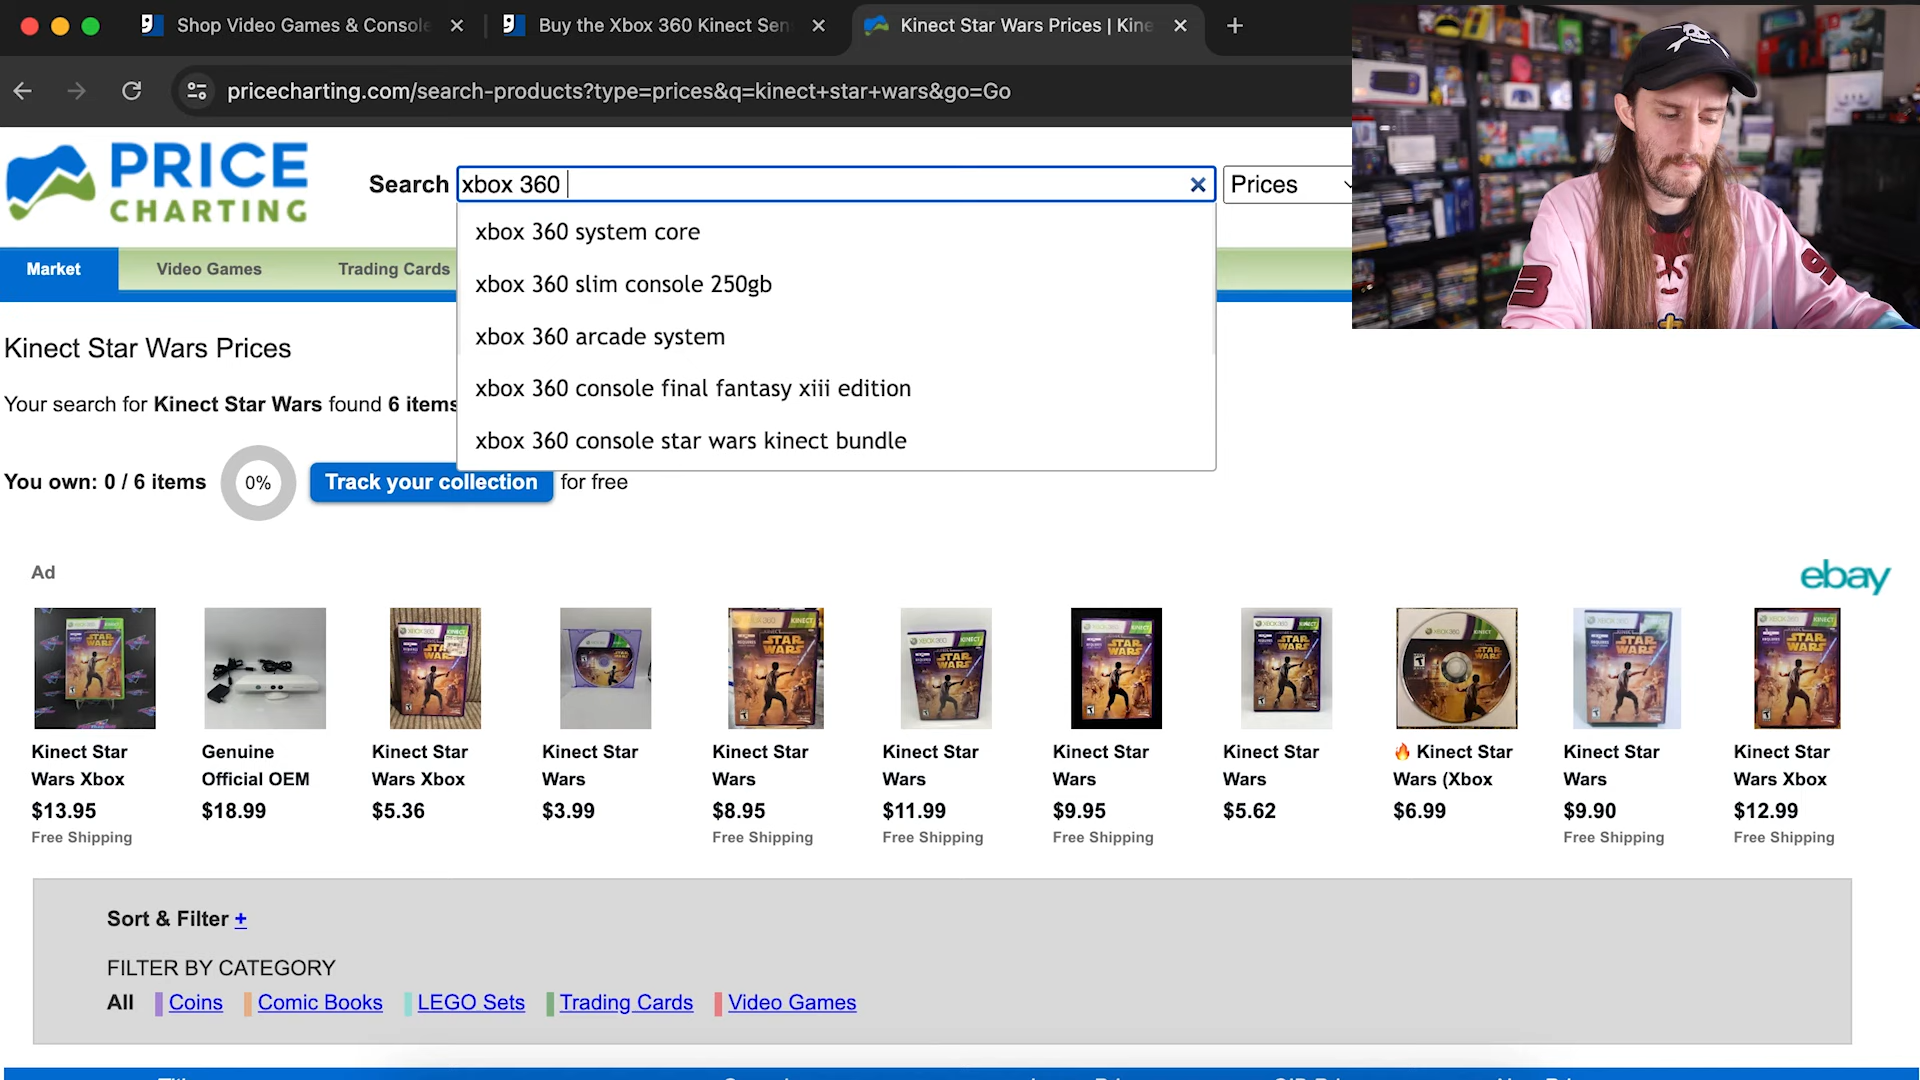 Shop Video Games & Console
Buy the Xbox 360 Kinect Sen
Kinect Star Wars Prices | Kine
pricecharting.com/search-products?type=prices&q=kinect+star+wars&go=Go
PRICE
CHARTING
Search
xbox 360
Prices
xbox 360 system core
xbox 360 slim console 250gb
xbox 360 arcade system
xbox 360 console final fantasy xiii edition
xbox 360 console star wars kinect bundle
Market
Video Games
Trading Cards
Kinect Star Wars Prices
Your search for Kinect Star Wars found 6 items
You own: 0 / 6 items
0%
Track your collection
for free
Ad
ebay
Kinect Star
Wars Xbox
$13.95
Free Shipping
Genuine
Official OEM
$18.99
Kinect Star
Wars Xbox
$5.36
Kinect Star
Wars
$3.99
Kinect Star
Wars
$8.95
Free Shipping
Kinect Star
Wars
$11.99
Free Shipping
Kinect Star
Wars
$9.95
Free Shipping
Kinect Star
Wars
$5.62
🔥 Kinect Star
Wars (Xbox
$6.99
Kinect Star
Wars
$9.90
Free Shipping
Kinect Star
Wars Xbox
$12.99
Free Shipping
Sort & Filter +
FILTER BY CATEGORY
All
Coins
Comic Books
LEGO Sets
Trading Cards
Video Games